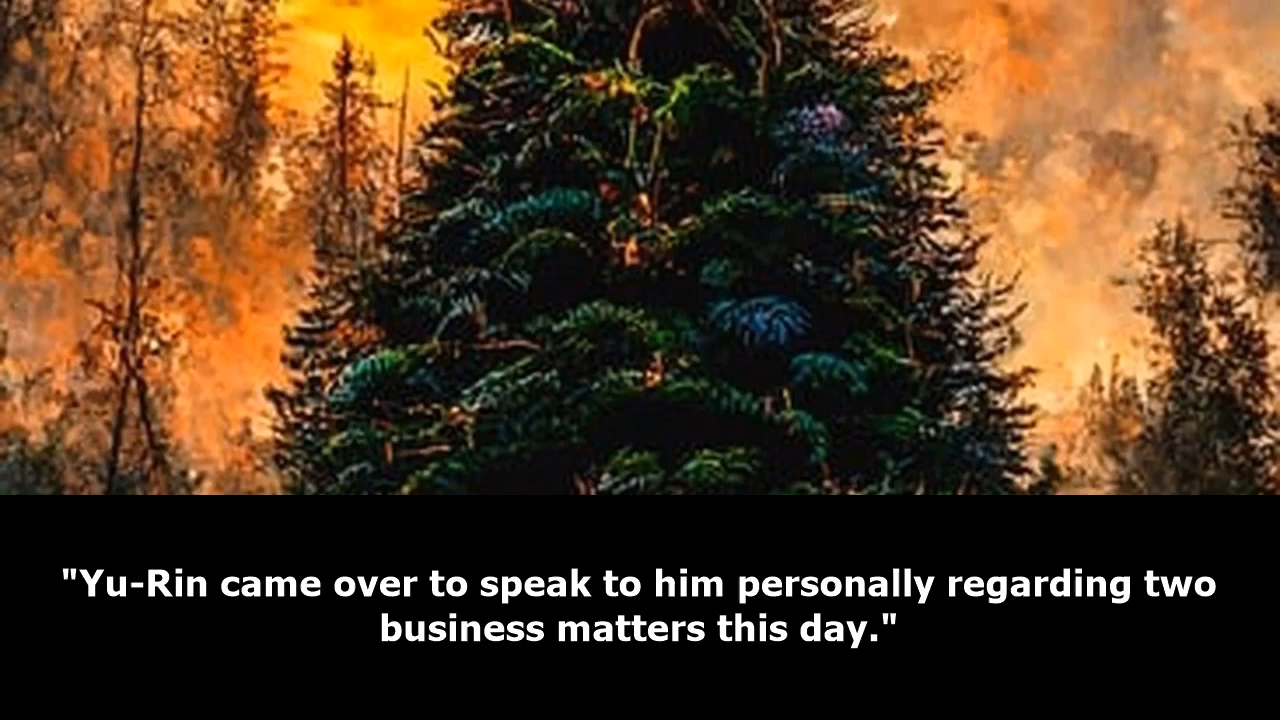 "Yu-Rin came over to speak to him personally regarding two
business matters this day."